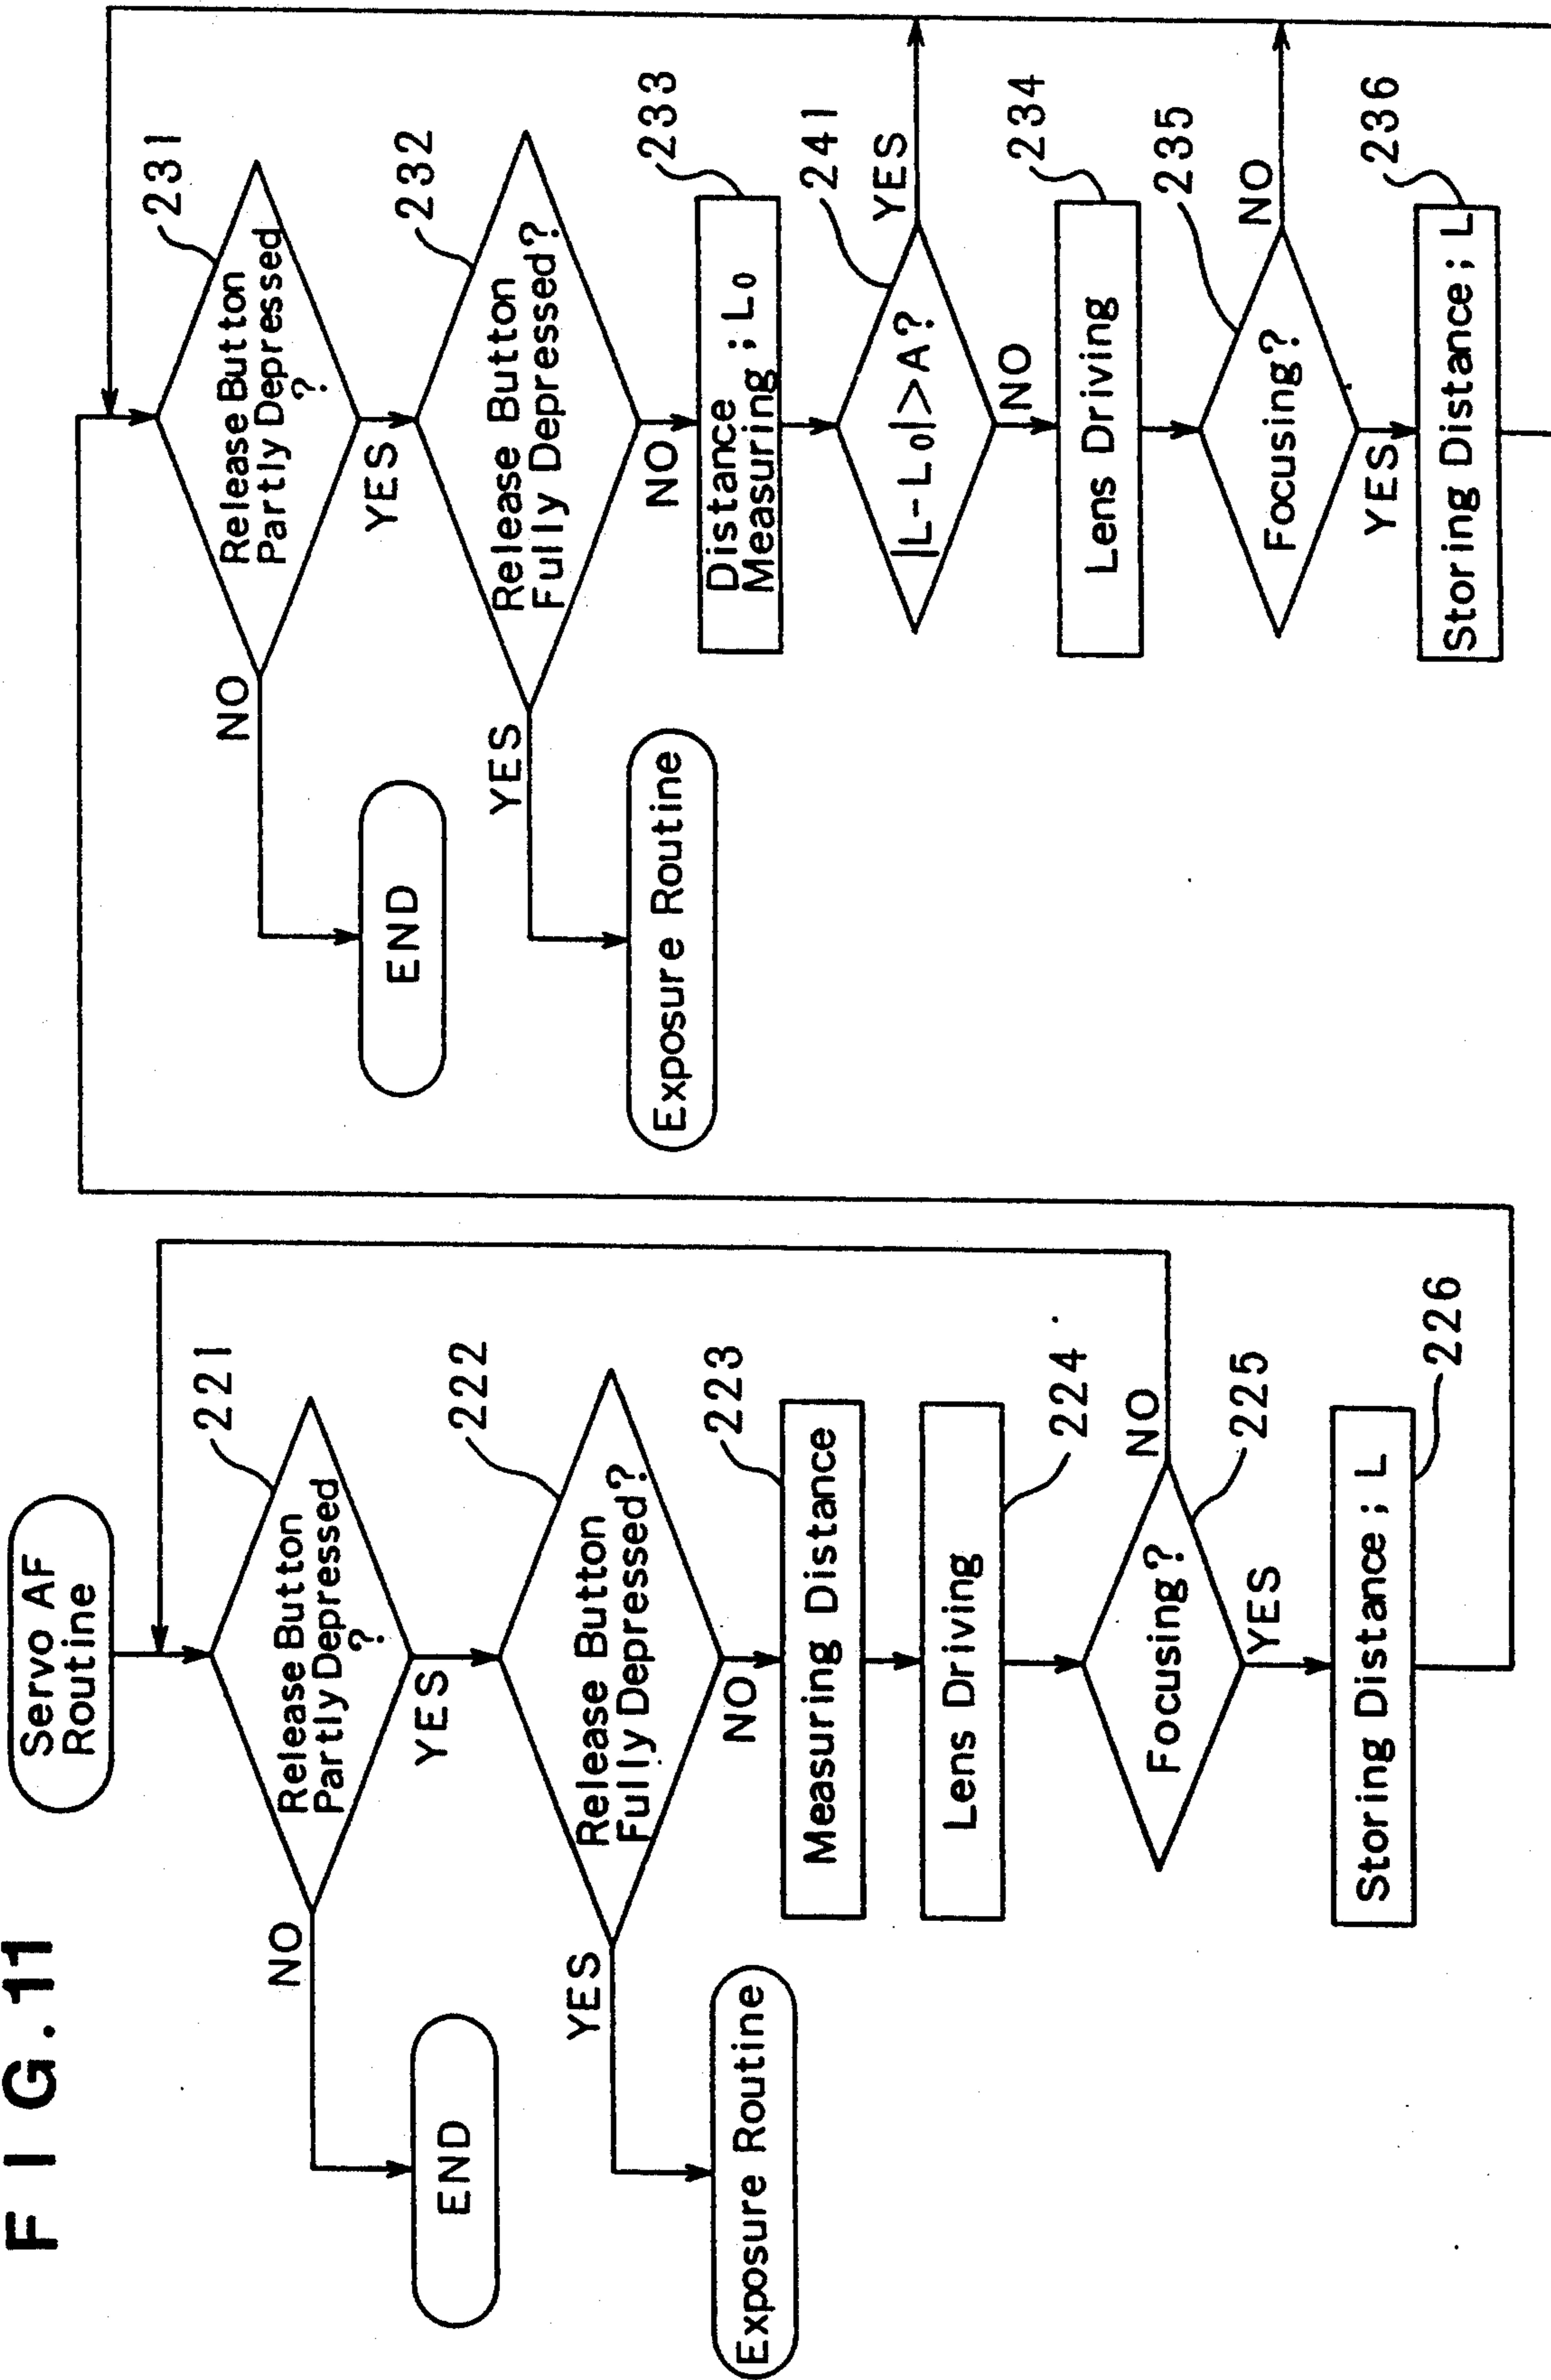 FIG.11
Servo AF
Routine
221
Release Button
Partly Depressed
?
NO
END
YES
222
Release Button
Fully Depressed?
YES
Exposure Routine
NO
223
Measuring Distance
224
Lens Driving
225
Focusing?
NO
YES
226
Storing Distance; L
231
Release Button
Partly Depressed
?
NO
END
YES
232
Release Button
Fully Depressed?
YES
Exposure Routine
NO
233
Distance
Measuring; L₀
241
|L-L₀|>A?
YES
NO
234
Lens Driving
235
Focusing?
NO
YES
236
Storing Distance; L